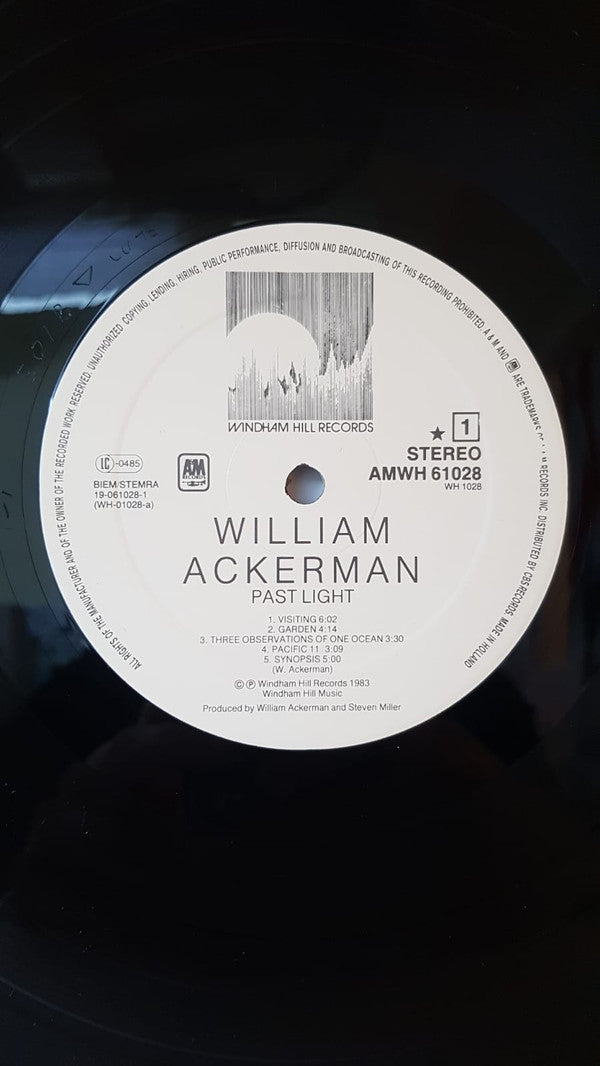 ALL RIGHTS OF THE MANUFACTURER AND OF THE OWNER OF THE RECORDED WORK RESERVED. UNAUTHORIZED COPYING, LENDING, HIRING, PUBLIC PERFORMANCE, DIFFUSION AND BROADCASTING OF THIS RECORDING PROHIBITED. A & M AND ARE TRADEMARKS M RECORDS INC. DISTRIBUTED BY CBS RECORDS. MADE IN HOLLAND
WINDHAM HILL RECORDS
★ 1
STEREO
AMWH 61028
WH 1028
LC-0485
A&M
RECORDS
BIEM/STEMRA
19-061028-1
(WH-01028-a)
WILLIAM
ACKERMAN
PAST LIGHT
1. VISITING 6:02
2. GARDEN 4:14
3. THREE OBSERVATIONS OF ONE OCEAN 3:30
4. PACIFIC 11 3:09
5. SYNOPSIS 5:00
(W. Ackerman)
© ℗ Windham Hill Records 1983
Windham Hill Music
Produced by William Ackerman and Steven Miller